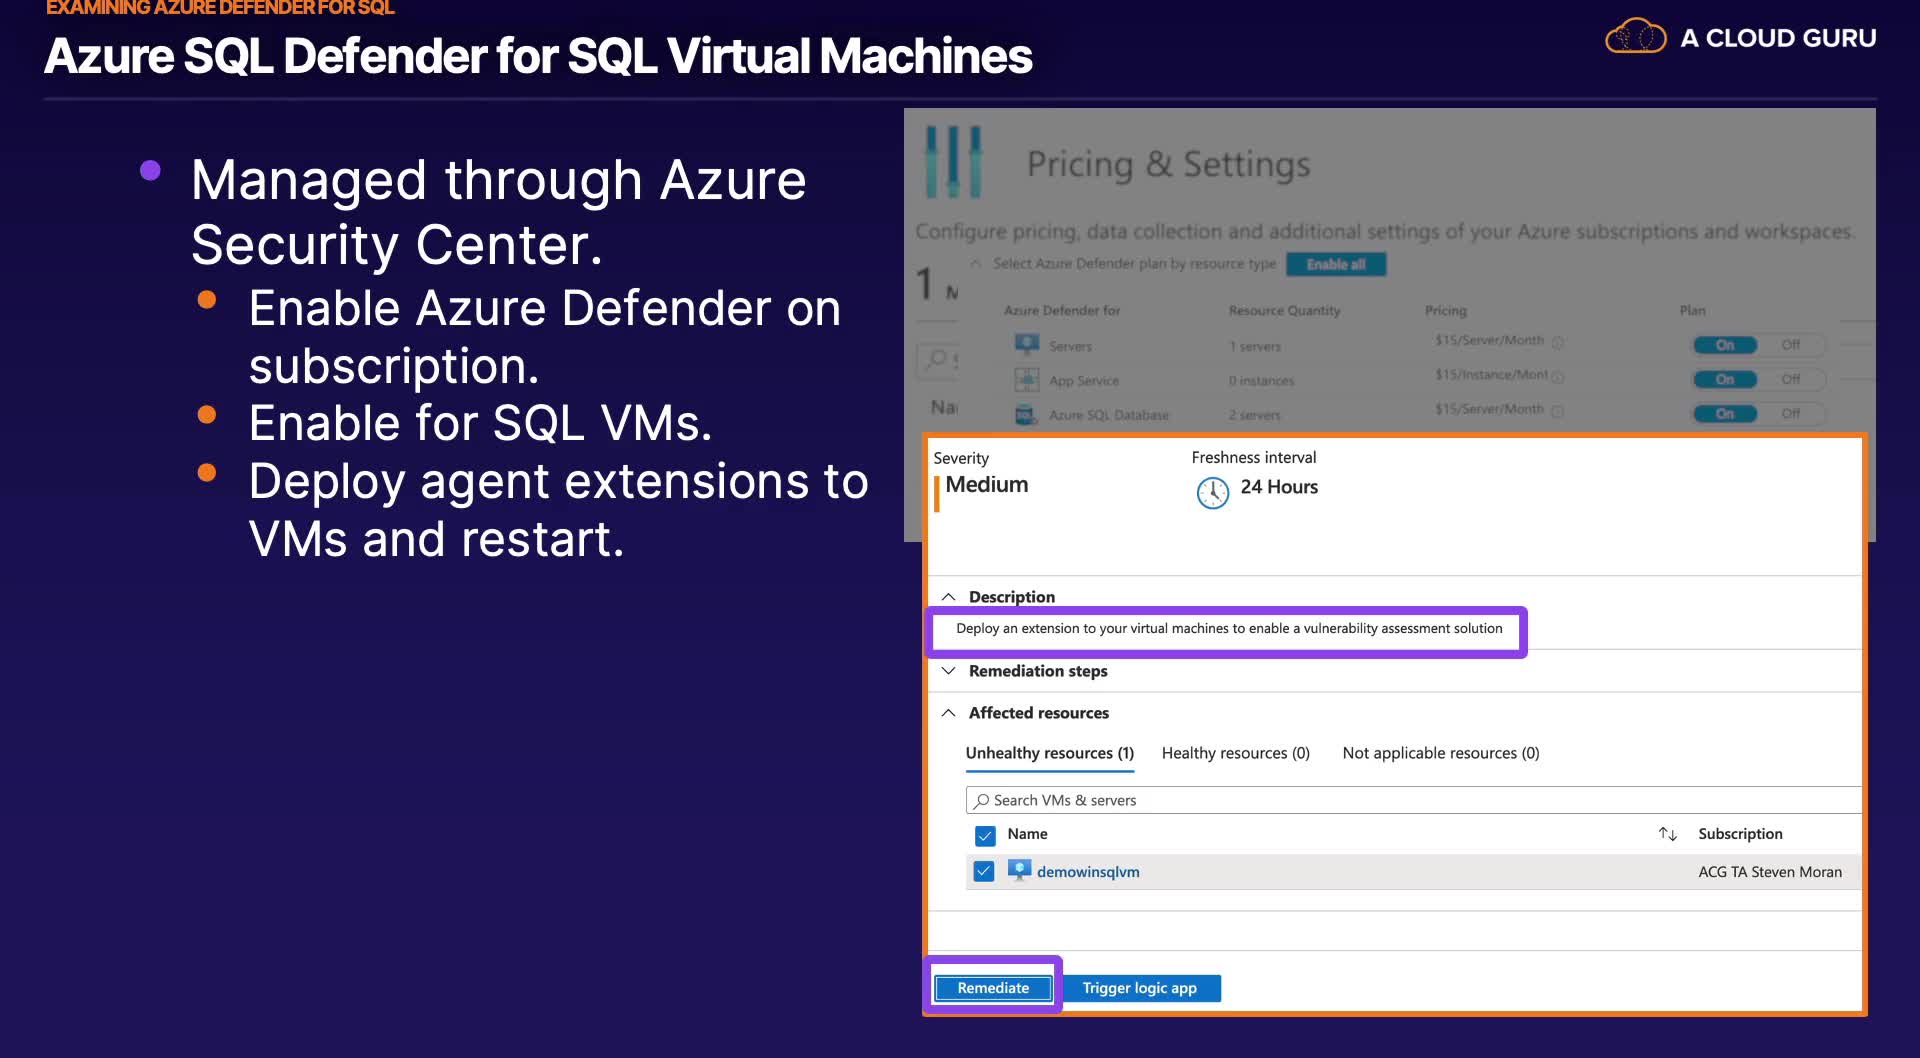 EXAMINING AZURE DEFENDER FOR SQL
Azure SQL Defender for SQL Virtual Machines
A CLOUD GURU
Managed through Azure
Security Center.
Enable Azure Defender on
subscription.
Enable for SQL VMs.
Deploy agent extensions to
VMs and restart.
Pricing & Settings
Configure pricing, data collection and additional settings of your Azure subscriptions and workspaces.
1 M
Select Azure Defender plan by resource type Enable all
Azure Defender for Resource Quantity Pricing Plan
Servers 1 servers $15/Server/Month On Off
App Service 0 instances $15/Instance/Mont On Off
Azure SQL Database 2 servers $15/Server/Month On Off
Na
Severity Freshness interval
Medium 24 Hours
Description
Deploy an extension to your virtual machines to enable a vulnerability assessment solution
Remediation steps
Affected resources
Unhealthy resources (1) Healthy resources (0) Not applicable resources (0)
Search VMs & servers
Name Subscription
demowinsqlvm ACG TA Steven Moran
Remediate Trigger logic app